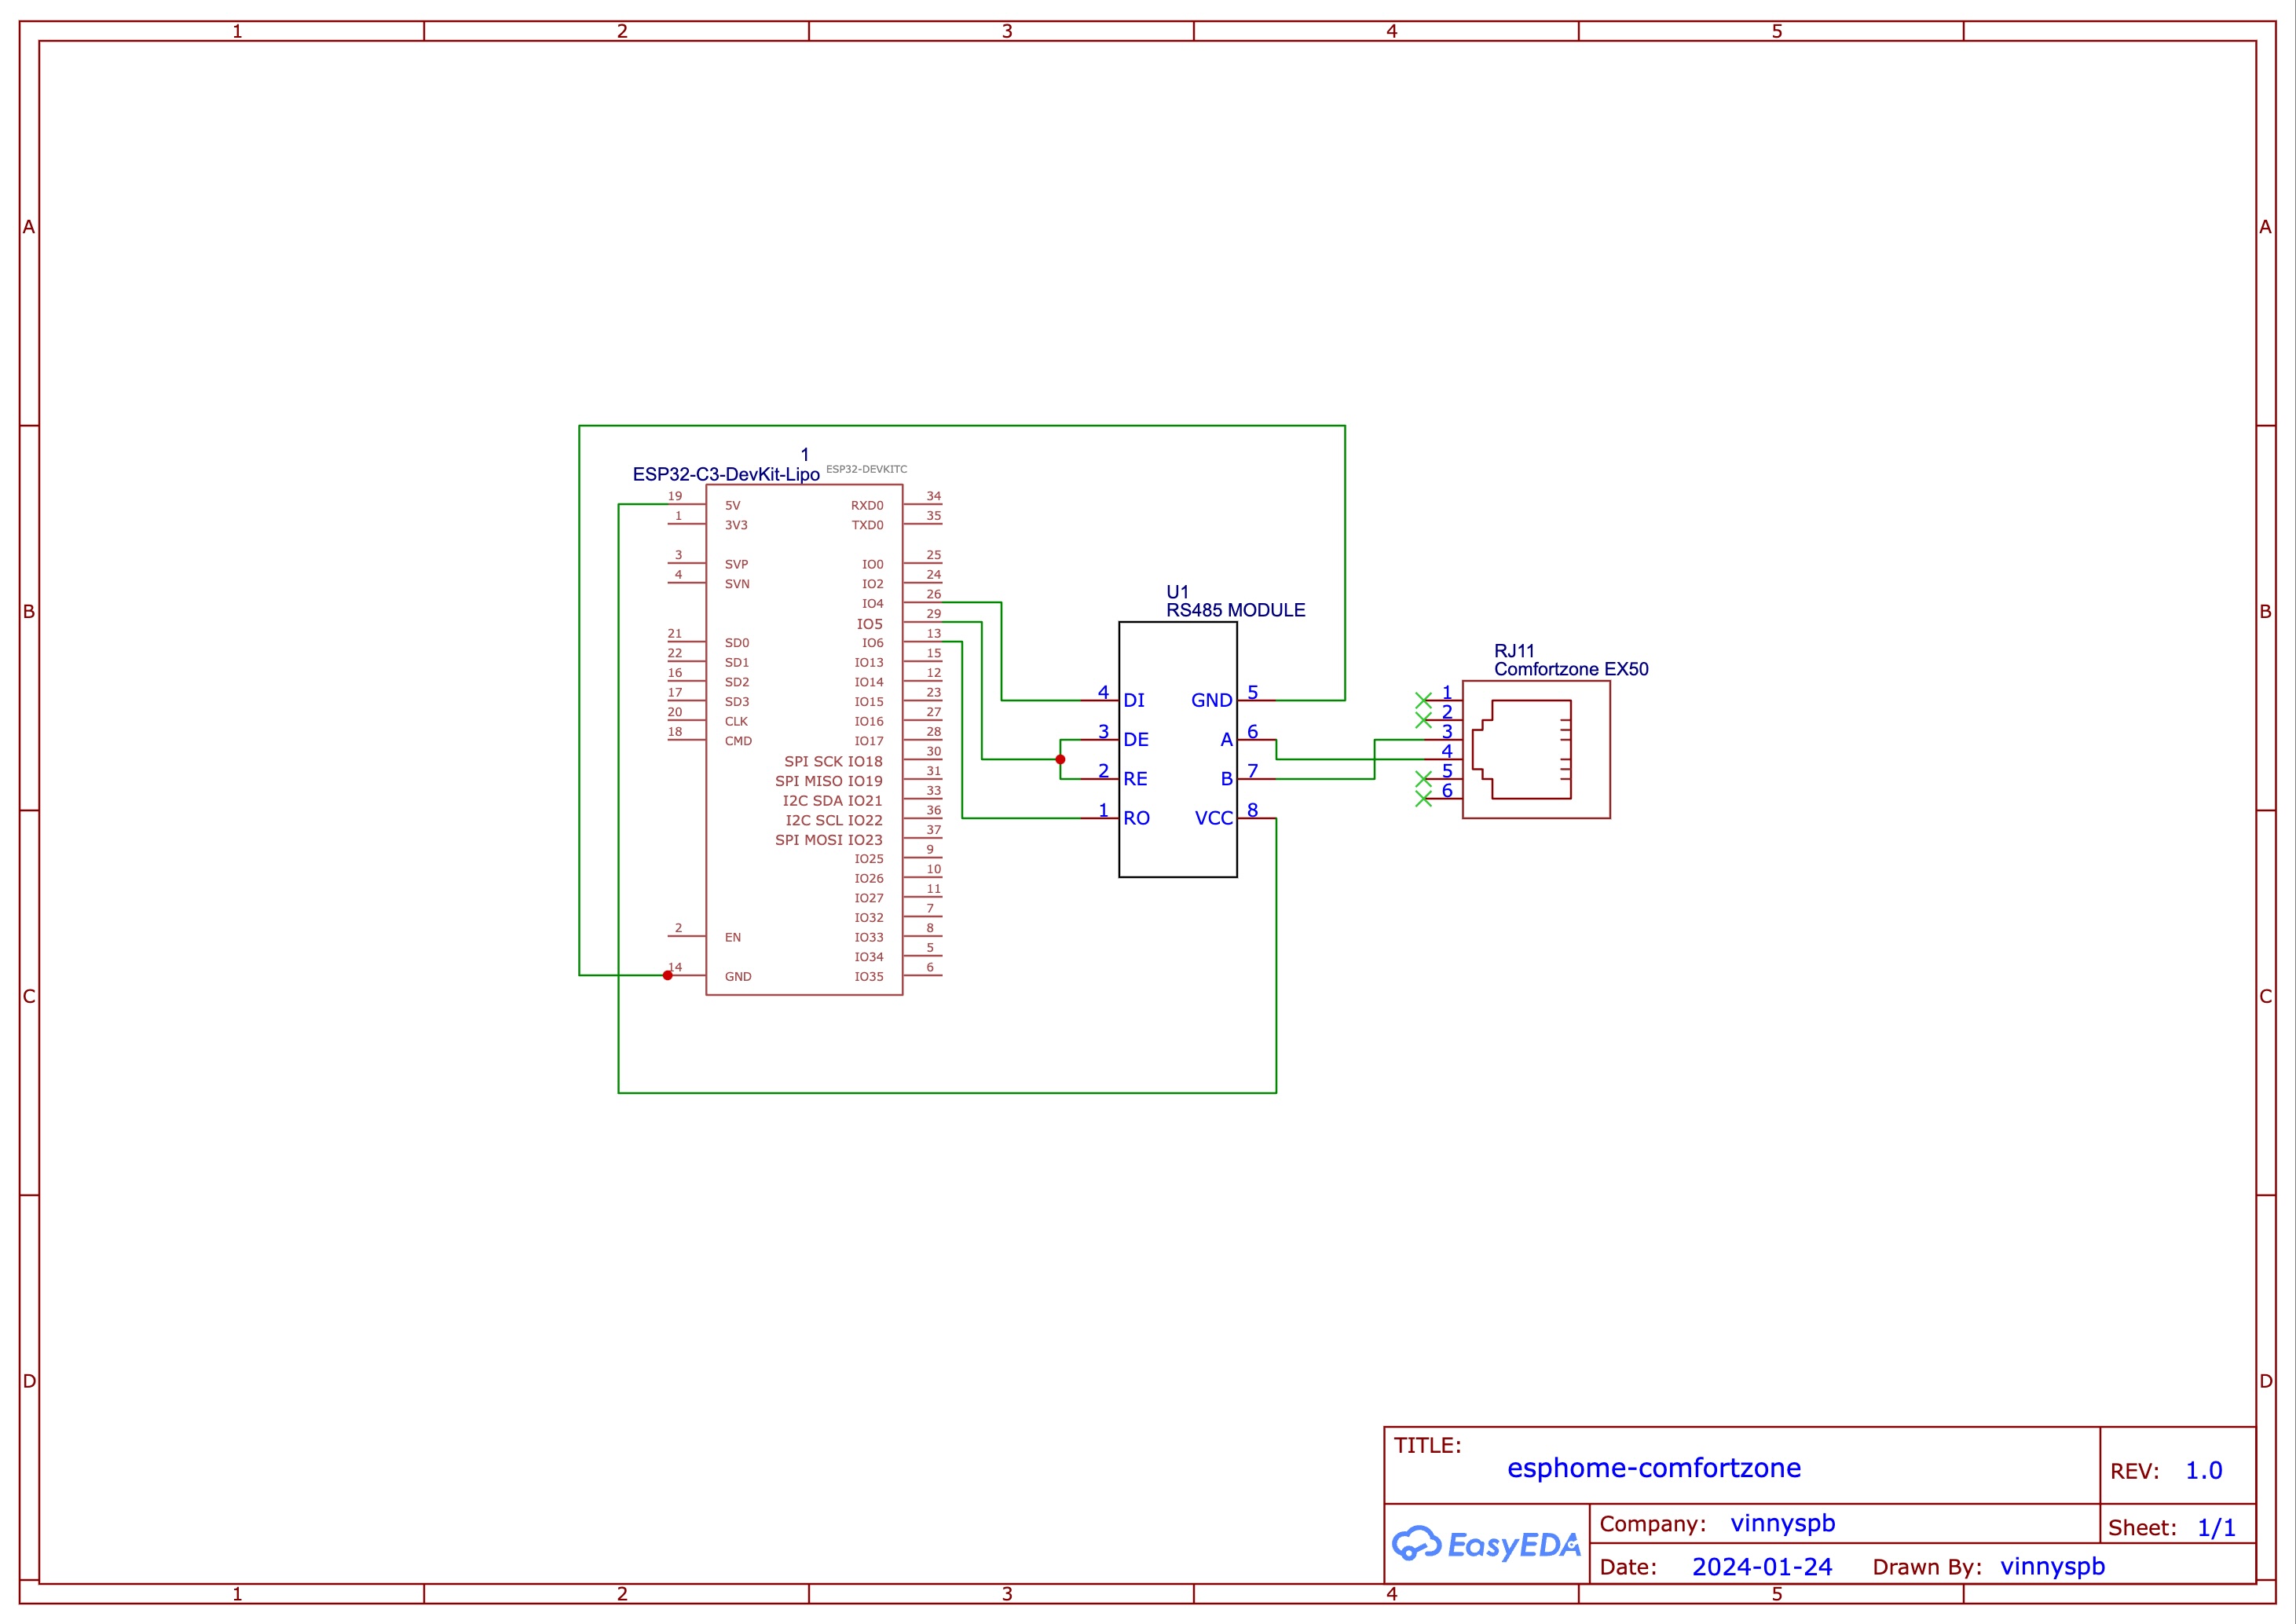 1 2 3 4 5
A A
B B
C C
D D
1
ESP32-C3-DevKit-Lipo ESP32-DEVKITC
19 5V RXD0 34
1 3V3 TXD0 35
3 SVP IO0 25
4 SVN IO2 24
IO4 26
IO5 29
21 SD0 IO6 13
22 SD1 IO13 15
16 SD2 IO14 12
17 SD3 IO15 23
20 CLK IO16 27
18 CMD IO17 28
SPI SCK IO18 30
SPI MISO IO19 31
I2C SDA IO21 33
I2C SCL IO22 36
SPI MOSI IO23 37
IO25 9
IO26 10
IO27 11
IO32 7
2 EN IO33 8
IO34 5
14 GND IO35 6
U1
RS485 MODULE
4 DI GND 5
3 DE A 6
2 RE B 7
1 RO VCC 8
RJ11
Comfortzone EX50
1
2
3
4
5
6
TITLE:
esphome-comfortzone
REV: 1.0
EasyEDA
Company: vinnyspb
Sheet: 1/1
Date: 2024-01-24 Drawn By: vinnyspb
1 2 3 4 5